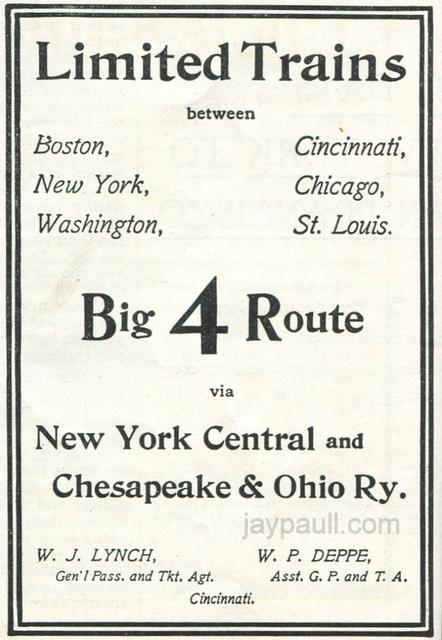 Limited Trains
between
Boston, Cincinnati,
New York, Chicago,
Washington, St. Louis.
Big 4 Route
via
New York Central and
Chesapeake & Ohio Ry.
jaypaull.com
W. J. LYNCH, W. P. DEPPE,
Gen'l Pass. and Tkt. Agt. Asst. G. P. and T. A.
Cincinnati.